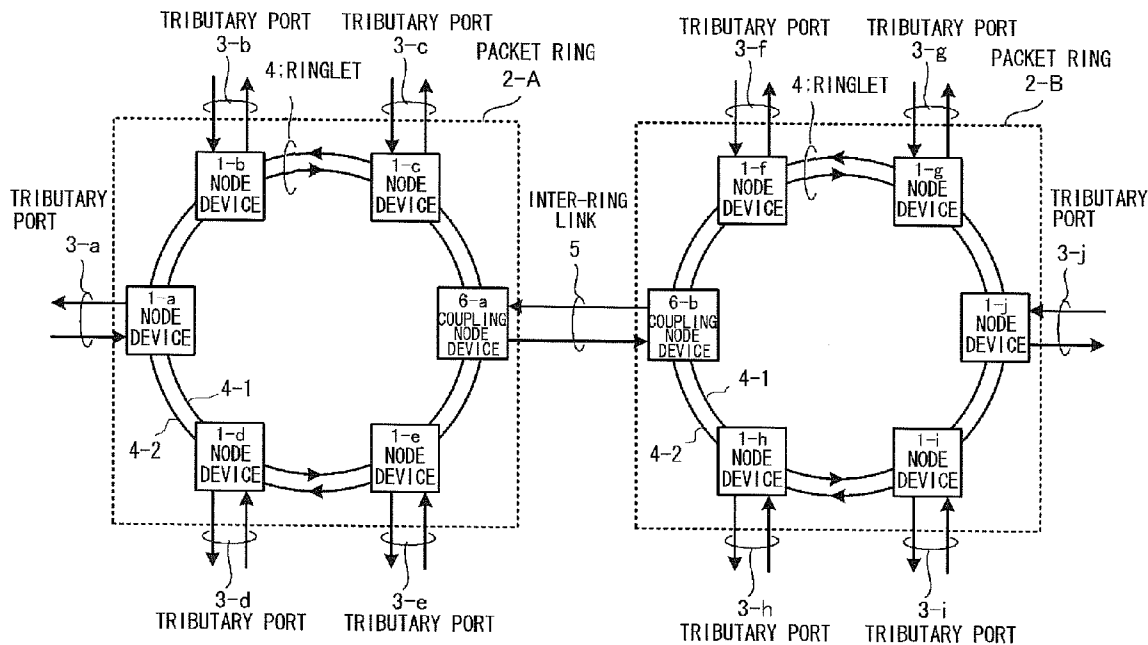 TRIBUTARY PORT
3-b
TRIBUTARY PORT
3-c
PACKET RING
2-A
4:RINGLET
TRIBUTARY PORT
3-f
TRIBUTARY PORT
3-g
PACKET RING
2-B
4:RINGLET
1-b
NODE
DEVICE
1-c
NODE
DEVICE
1-f
NODE
DEVICE
1-g
NODE
DEVICE
TRIBUTARY
PORT
3-a
INTER-RING
LINK
5
TRIBUTARY
PORT
3-j
1-a
NODE
DEVICE
6-a
COUPLING
NODE
DEVICE
6-b
COUPLING
NODE
DEVICE
1-j
NODE
DEVICE
4-1
4-2
4-1
4-2
1-d
NODE
DEVICE
1-e
NODE
DEVICE
1-h
NODE
DEVICE
1-i
NODE
DEVICE
3-d
TRIBUTARY PORT
3-e
TRIBUTARY PORT
3-h
TRIBUTARY PORT
3-i
TRIBUTARY PORT